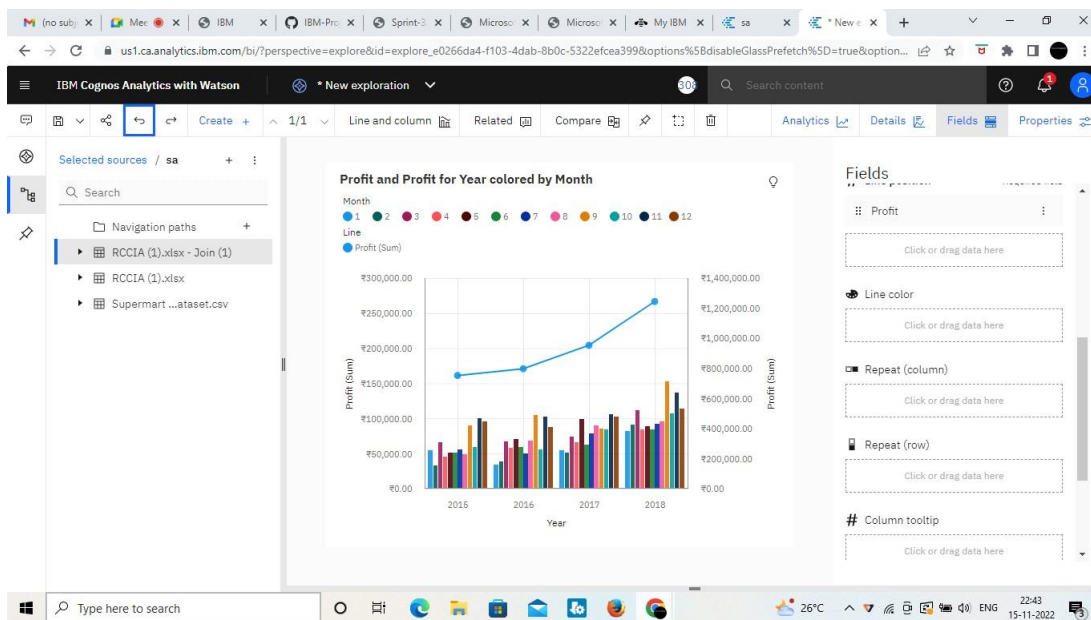 (no subj
Mee
IBM
IBM-Pro
Sprint-3
Microso
Microso
My IBM
sa
* New e
us1.ca.analytics.ibm.com/bi/?perspective=explore&id=explore_e0266da4-f103-4dab-8b0c-5322efcea399&options%5BdisableGlassPrefetch%5D=true&option...
IBM Cognos Analytics with Watson
* New exploration
Search content
Create +
1/1
Line and column
Related
Compare
Analytics
Details
Fields
Properties
Selected sources / sa
Search
Navigation paths
RCCIA (1).xlsx - Join (1)
RCCIA (1).xlsx
Supermart ...ataset.csv
Profit and Profit for Year colored by Month
Month
1 2 3 4 5 6 7 8 9 10 11 12
Line
Profit (Sum)
₹300,000.00
₹250,000.00
₹200,000.00
₹150,000.00
₹100,000.00
₹50,000.00
₹0.00
Profit (Sum)
₹1,400,000.00
₹1,200,000.00
₹1,000,000.00
₹800,000.00
₹600,000.00
₹400,000.00
₹200,000.00
₹0.00
Profit (Sum)
2015 2016 2017 2018
Year
Fields
Profit
Click or drag data here
Line color
Click or drag data here
Repeat (column)
Click or drag data here
Repeat (row)
Click or drag data here
# Column tooltip
Click or drag data here
Type here to search
26°C
ENG
22:43
15-11-2022